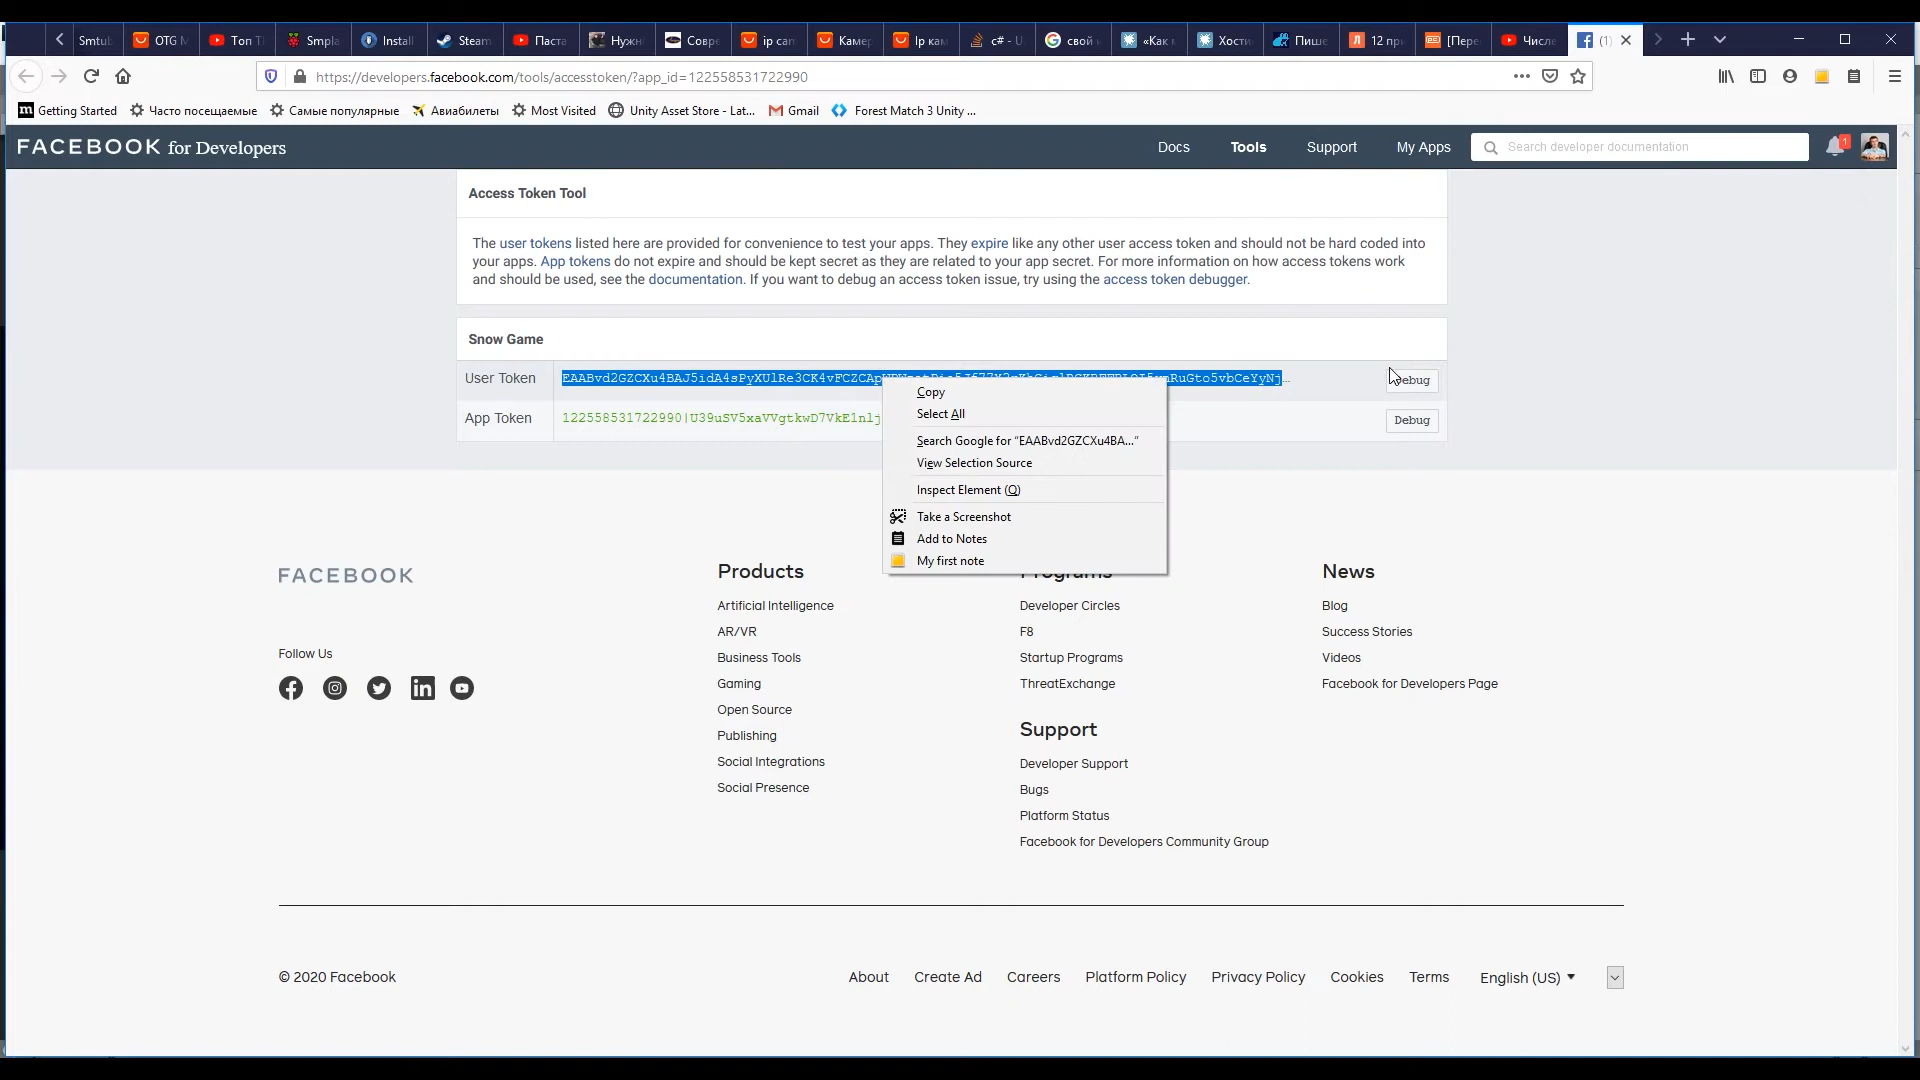 Smtub
OTG М
Топ Т
Smpla
Install
Steam
Паста
Нужн
Совре
ip cam
Камер
Ip кам
c# - U
свой
«Как
Хости
Пише
12 при
[Пере
Числе
(1)
https://developers.facebook.com/tools/accesstoken/?app_id=122558531722990
Getting Started
Часто посещаемые
Самые популярные
Авиабилеты
Most Visited
Unity Asset Store - Lat...
Gmail
Forest Match 3 Unity ...
FACEBOOK for Developers
Docs
Tools
Support
My Apps
Search developer documentation
1
Access Token Tool
The user tokens listed here are provided for convenience to test your apps. They expire like any other user access token and should not be hard coded into
your apps. App tokens do not expire and should be kept secret as they are related to your app secret. For more information on how access tokens work
and should be used, see the documentation. If you want to debug an access token issue, try using the access token debugger.
Snow Game
User Token
Debug
App Token
122558531722990|U39uSV5xaVVgtkwD7VkE1nlj
Debug
Copy
Select All
Search Google for “EAABvd2GZCXu4BA...”
View Selection Source
Inspect Element (Q)
Take a Screenshot
Add to Notes
My first note
FACEBOOK
Follow Us
Products
Artificial Intelligence
AR/VR
Business Tools
Gaming
Open Source
Publishing
Social Integrations
Social Presence
Programs
Developer Circles
F8
Startup Programs
ThreatExchange
Support
Developer Support
Bugs
Platform Status
Facebook for Developers Community Group
News
Blog
Success Stories
Videos
Facebook for Developers Page
© 2020 Facebook
About
Create Ad
Careers
Platform Policy
Privacy Policy
Cookies
Terms
English (US)